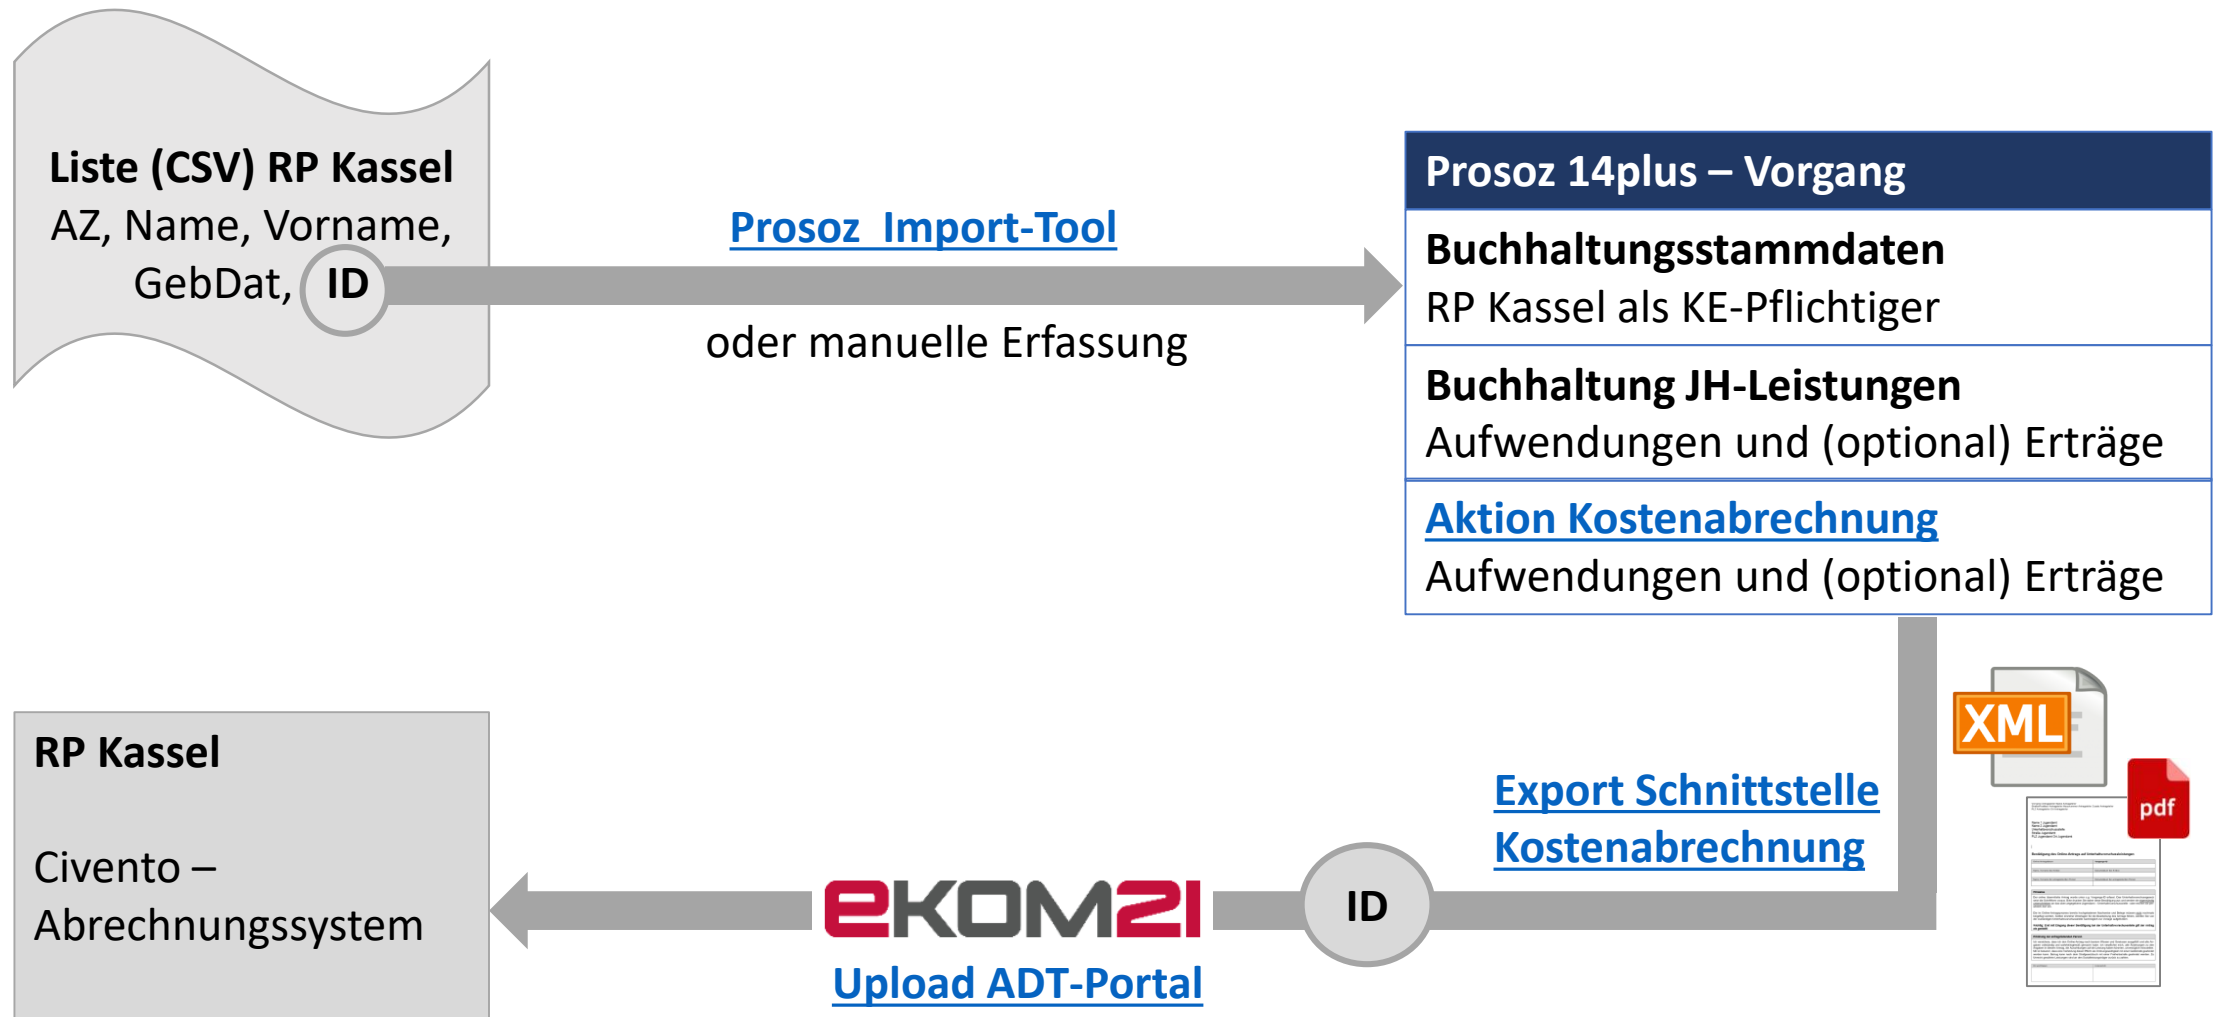 Liste (CSV) RP Kassel
AZ, Name, Vorname,
GebDat, ID
Prosoz Import-Tool
oder manuelle Erfassung
Prosoz 14plus – Vorgang
Buchhaltungsstammdaten
RP Kassel als KE-Pflichtiger
Buchhaltung JH-Leistungen
Aufwendungen und (optional) Erträge
Aktion Kostenabrechnung
Aufwendungen und (optional) Erträge
XML
pdf
Export Schnittstelle
Kostenabrechnung
ID
eKOM21
Upload ADT-Portal
RP Kassel
Civento –
Abrechnungssystem